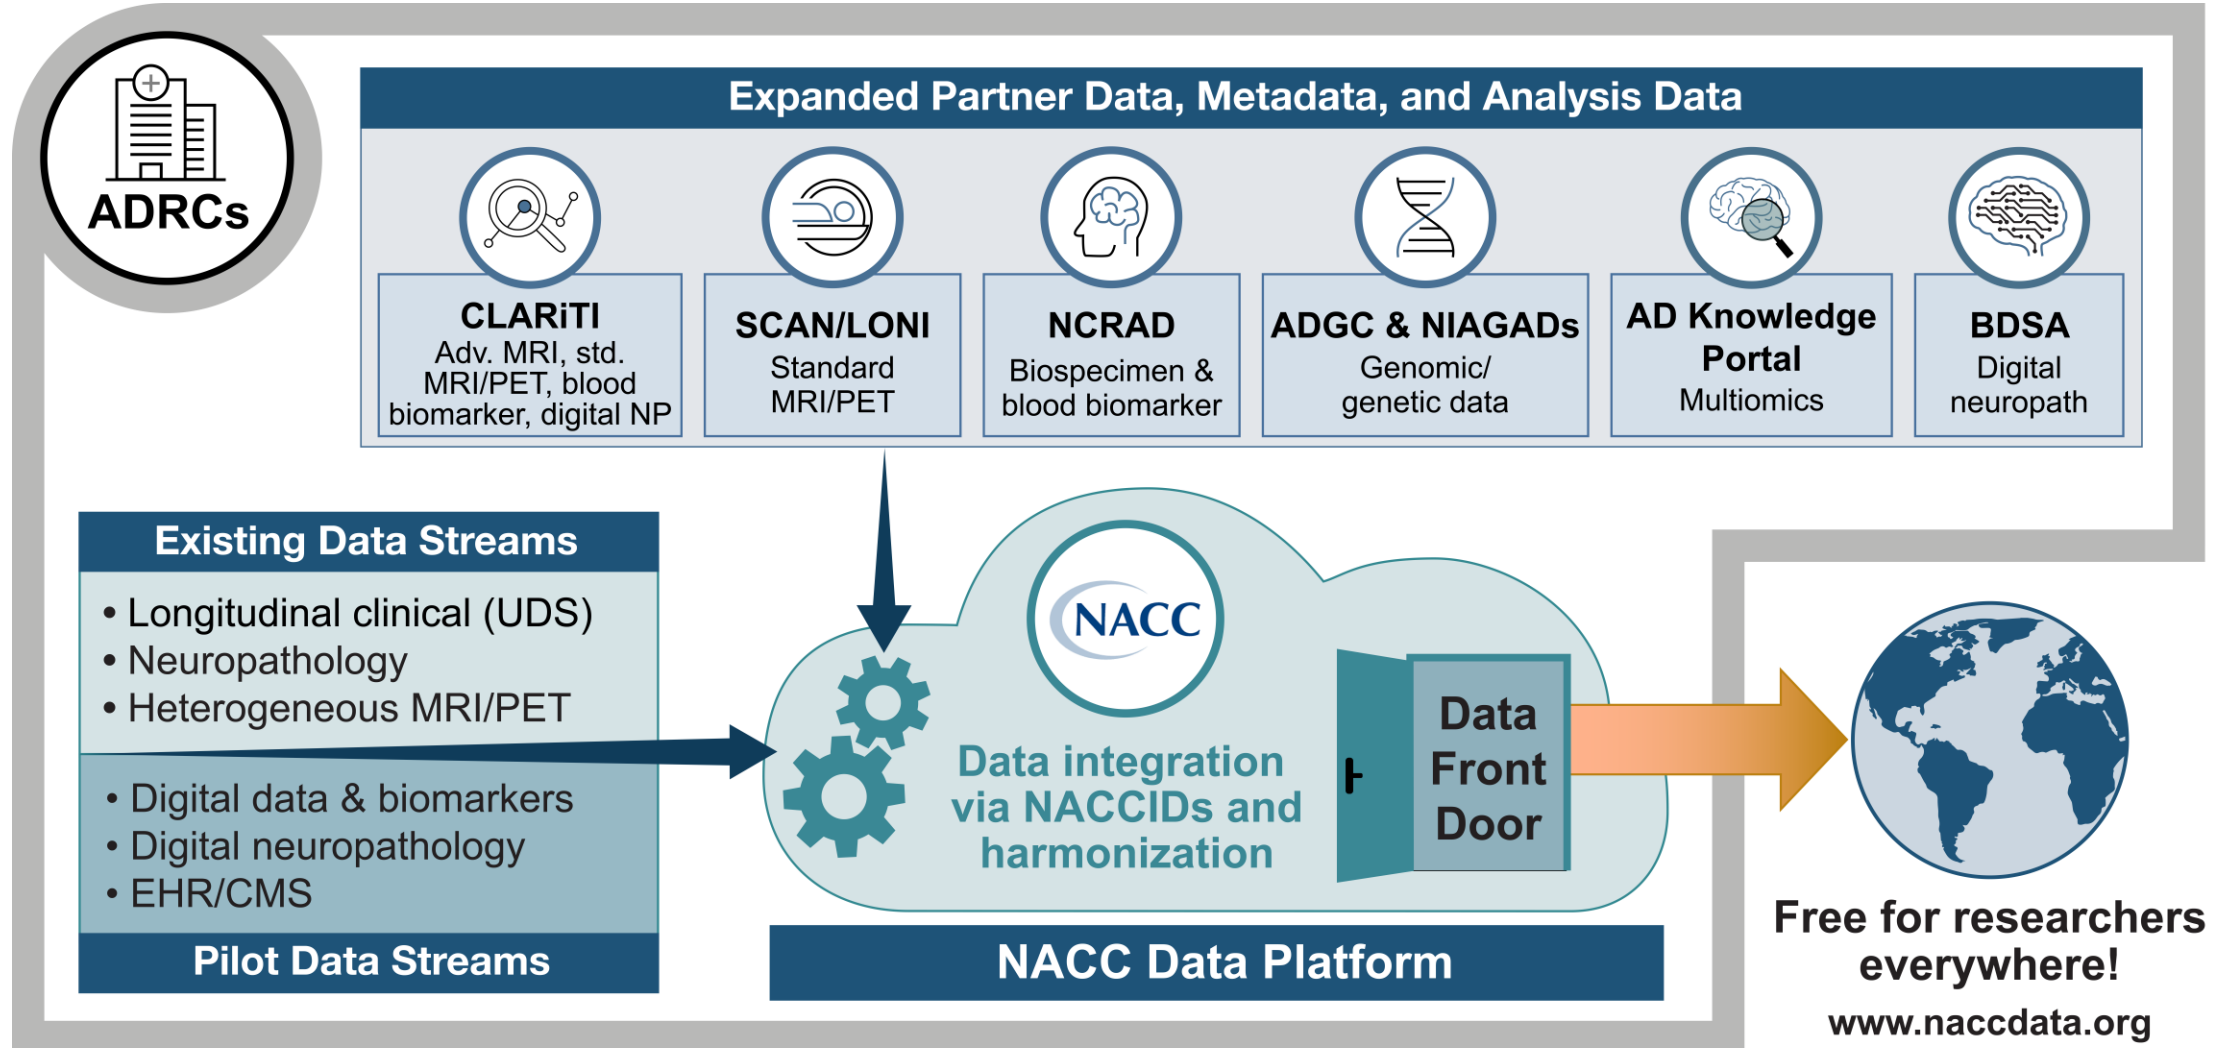 ADRCs
Expanded Partner Data, Metadata, and Analysis Data
CLARiTI
Adv. MRI, std.
MRI/PET, blood
biomarker, digital NP
SCAN/LONI
Standard
MRI/PET
NCRAD
Biospecimen &
blood biomarker
ADGC & NIAGADs
Genomic/
genetic data
AD Knowledge
Portal
Multiomics
BDSA
Digital
neuropath
Existing Data Streams
• Longitudinal clinical (UDS)
• Neuropathology
• Heterogeneous MRI/PET
• Digital data & biomarkers
• Digital neuropathology
• EHR/CMS
Pilot Data Streams
NACC
Data integration
via NACCIDs and
harmonization
Data
Front
Door
NACC Data Platform
Free for researchers
everywhere!
www.naccdata.org